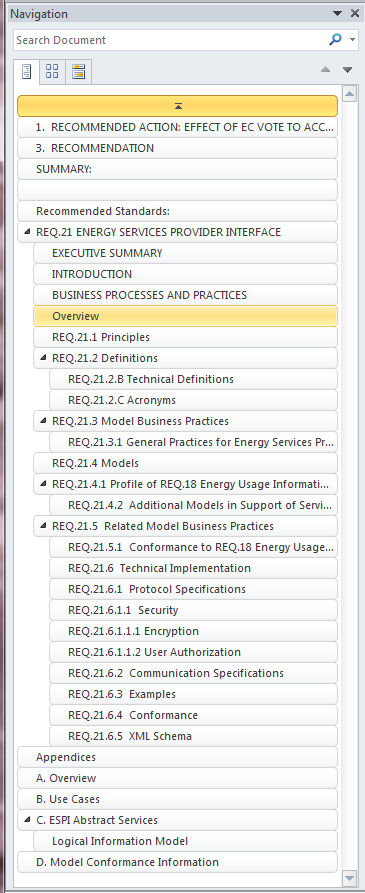 Navigation
Search Document
1. RECOMMENDED ACTION: EFFECT OF EC VOTE TO ACC...
3. RECOMMENDATION
SUMMARY:
Recommended Standards:
REQ.21 ENERGY SERVICES PROVIDER INTERFACE
EXECUTIVE SUMMARY
INTRODUCTION
BUSINESS PROCESSES AND PRACTICES
Overview
REQ.21.1 Principles
REQ.21.2 Definitions
REQ.21.2.B Technical Definitions
REQ.21.2.C Acronyms
REQ.21.3 Model Business Practices
REQ.21.3.1 General Practices for Energy Services Pr...
REQ.21.4 Models
REQ.21.4.1 Profile of REQ.18 Energy Usage Informati...
REQ.21.4.2 Additional Models in Support of Servi...
REQ.21.5 Related Model Business Practices
REQ.21.5.1 Conformance to REQ.18 Energy Usage...
REQ.21.6 Technical Implementation
REQ.21.6.1 Protocol Specifications
REQ.21.6.1.1 Security
REQ.21.6.1.1.1 Encryption
REQ.21.6.1.1.2 User Authorization
REQ.21.6.2 Communication Specifications
REQ.21.6.3 Examples
REQ.21.6.4 Conformance
REQ.21.6.5 XML Schema
Appendices
A. Overview
B. Use Cases
C. ESPI Abstract Services
Logical Information Model
D. Model Conformance Information